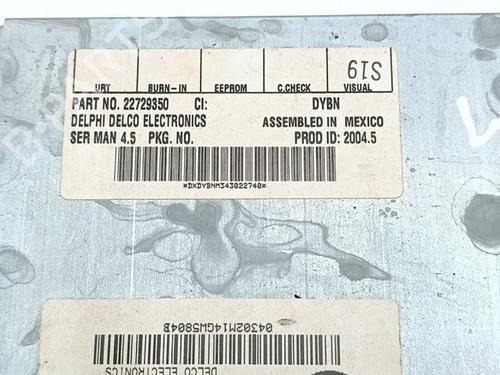 S19
URT BURN-IN EEPROM C.CHECK VISUAL
PART NO. 22729350 CI: DYBN
DELPHI DELCO ELECTRONICS ASSEMBLED IN MEXICO
SER MAN 4.5 PKG. NO. PROD ID: 2004.5
*DXDYBNM343022740*
04302M14GW5804B
DELCO ELECTRONICS